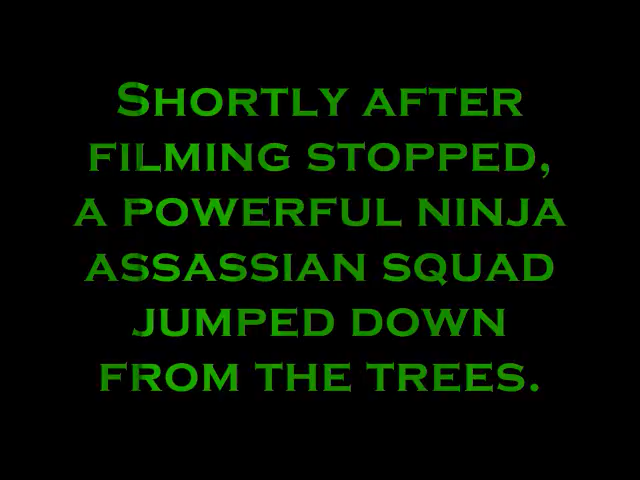 Shortly after
filming stopped,
a powerful ninja
assassian squad
jumped down
from the trees.